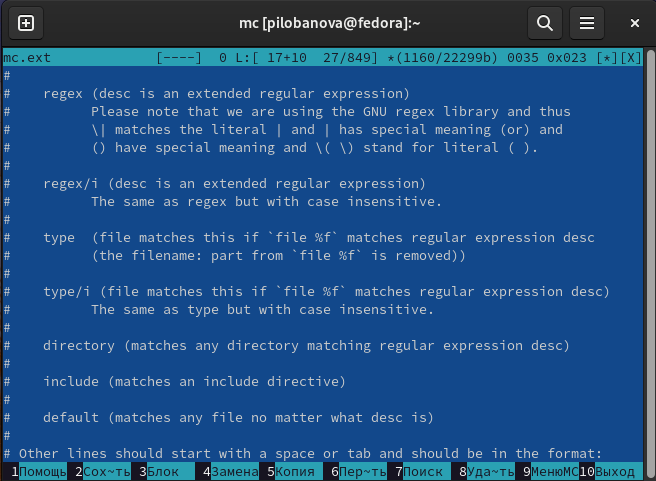 mc [pilobanova@fedora]:~
mc.ext [----] 0 L:[ 17+10 27/849] *(1160/22299b) 0035 0x023 [*][X]
#
# regex (desc is an extended regular expression)
# Please note that we are using the GNU regex library and thus
# \| matches the literal | and | has special meaning (or) and
# () have special meaning and \( \) stand for literal ( ).
#
# regex/i (desc is an extended regular expression)
# The same as regex but with case insensitive.
#
# type (file matches this if `file %f` matches regular expression desc
# (the filename: part from `file %f` is removed))
#
# type/i (file matches this if `file %f` matches regular expression desc)
# The same as type but with case insensitive.
#
# directory (matches any directory matching regular expression desc)
#
# include (matches an include directive)
#
# default (matches any file no matter what desc is)
#
# Other lines should start with a space or tab and should be in the format:
1Помощь 2Сох~ть 3Блок 4Замена 5Копия 6Пер~ть 7Поиск 8Уда~ть 9МенюМС 10Выход